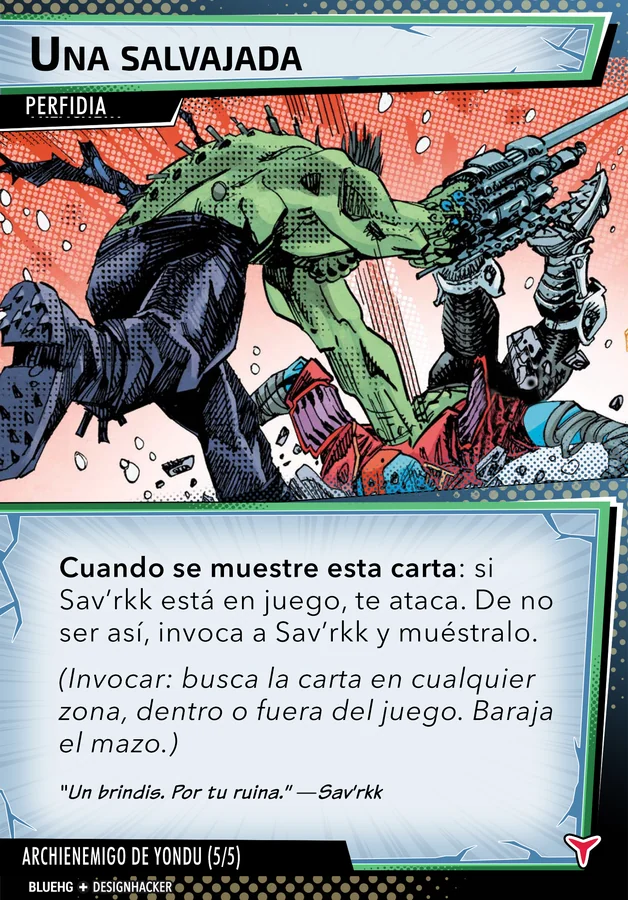 UNA SALVAJADA
PERFIDIA
Cuando se muestre esta carta: si
Sav'rkk está en juego, te ataca. De no
ser así, invoca a Sav'rkk y muéstralo.
(Invocar: busca la carta en cualquier
zona, dentro o fuera del juego. Baraja
el mazo.)
"Un brindis. Por tu ruina." —Sav'rkk
ARCHIENEMIGO DE YONDU (5/5)
BLUEHG + DESIGNHACKER